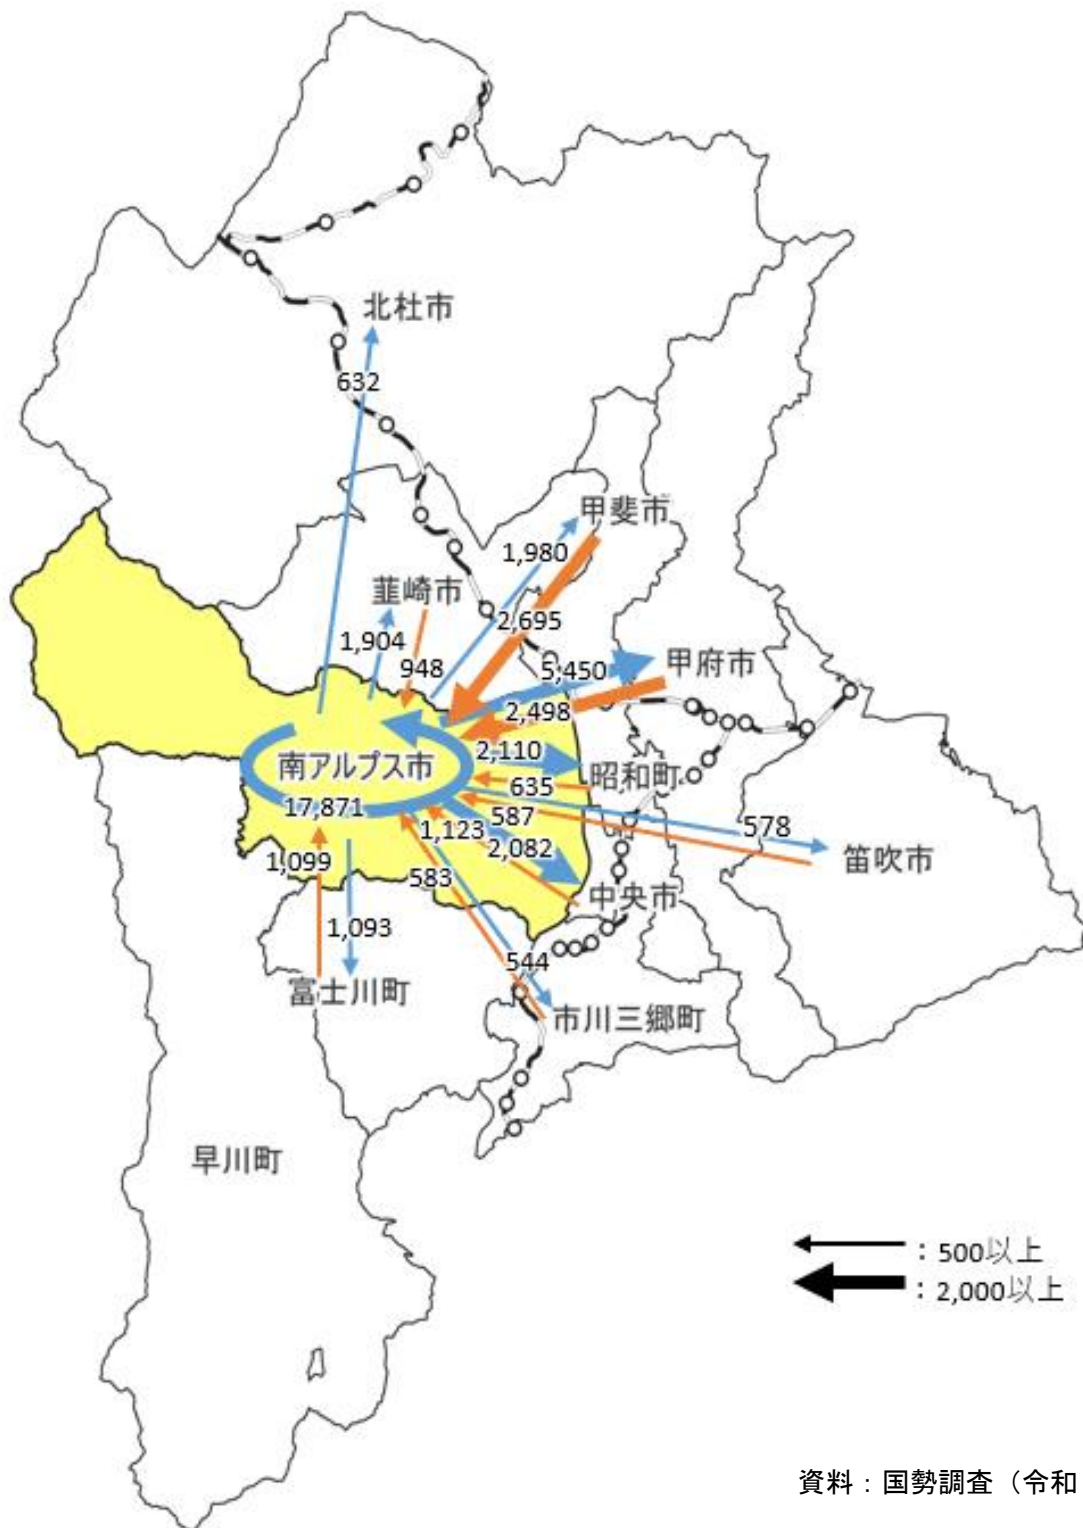 北杜市
632
甲斐市
1,980
韮崎市
2,695
1,904
948
甲府市
5,450
2,498
2,110
南アルプス市
昭和町
635
17,871
587
578
1,123
2,082
笛吹市
1,099
583
中央市
1,093
544
富士川町
市川三郷町
早川町
：500以上
：2,000以上
資料：国勢調査（令和